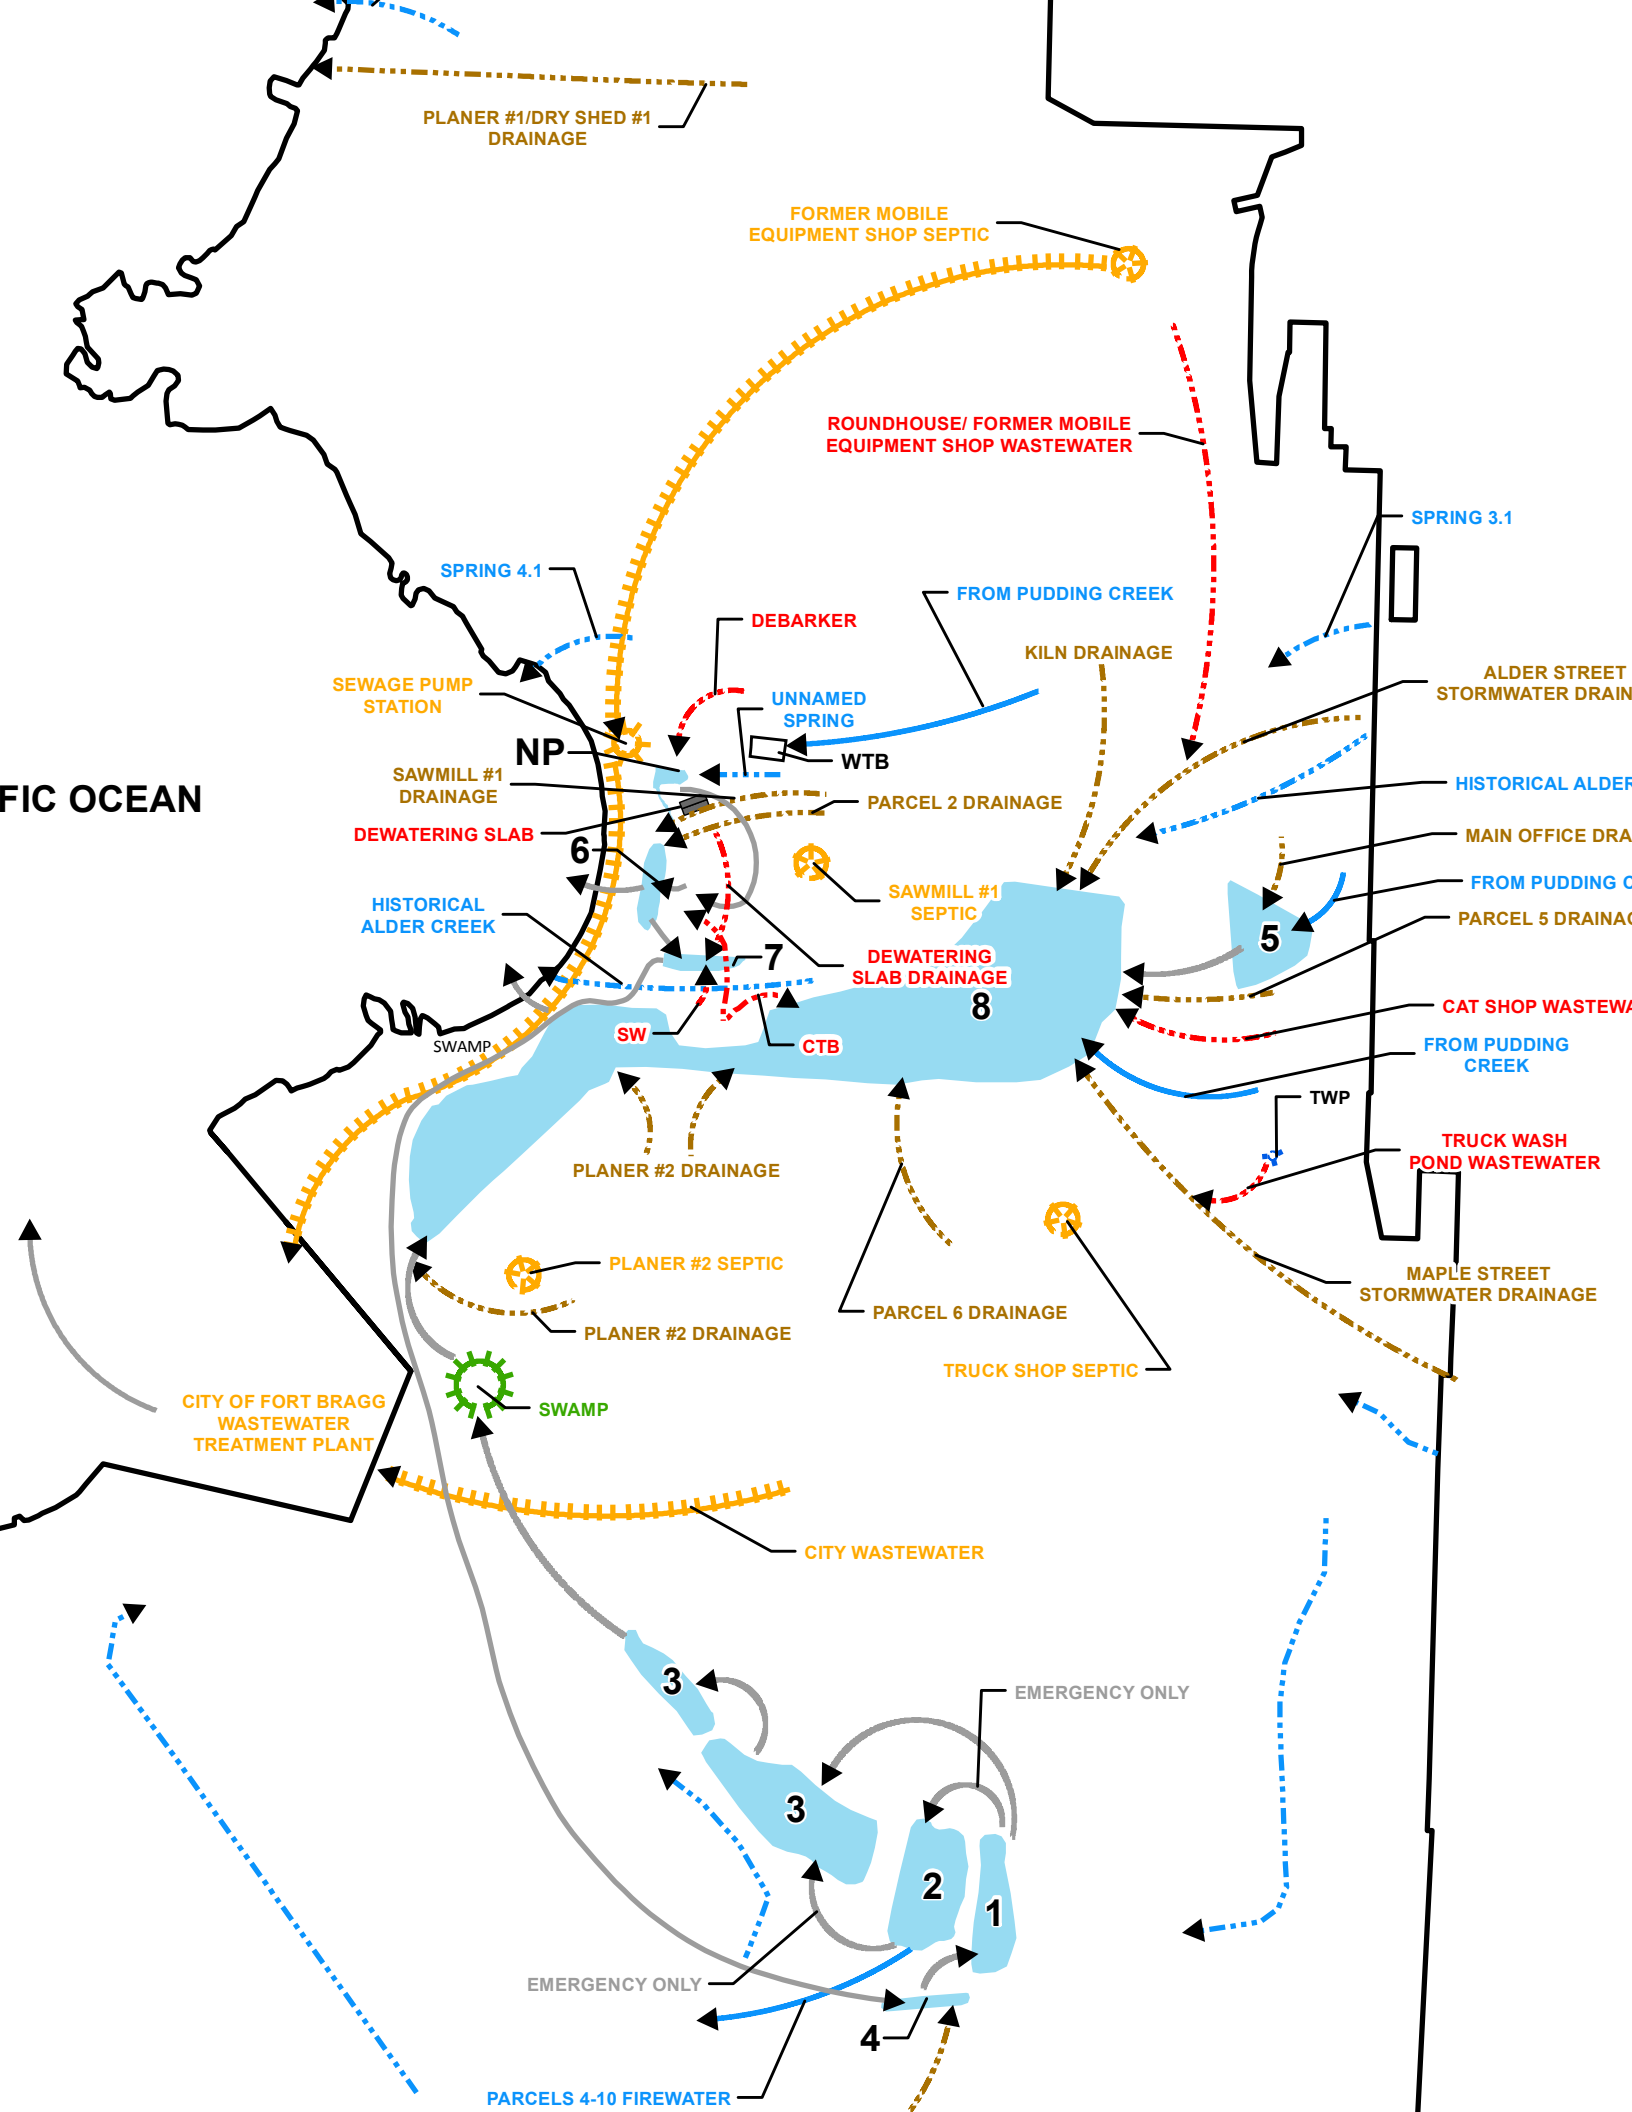 PLANER #1/DRY SHED #1
DRAINAGE
FORMER MOBILE
EQUIPMENT SHOP SEPTIC
ROUNDHOUSE/ FORMER MOBILE
EQUIPMENT SHOP WASTEWATER
SPRING 3.1
SPRING 4.1
FROM PUDDING CREEK
DEBARKER
KILN DRAINAGE
ALDER STREET
STORMWATER DRAIN
SEWAGE PUMP
STATION
UNNAMED
SPRING
NP
WTB
SAWMILL #1
DRAINAGE
HISTORICAL ALDER
FIC OCEAN
PARCEL 2 DRAINAGE
DEWATERING SLAB
MAIN OFFICE DRA
6
FROM PUDDING C
SAWMILL #1
SEPTIC
HISTORICAL
ALDER CREEK
PARCEL 5 DRAINAG
5
7
DEWATERING
SLAB DRAINAGE
8
CAT SHOP WASTEWA
SW
CTB
SWAMP
FROM PUDDING
CREEK
TWP
TRUCK WASH
POND WASTEWATER
PLANER #2 DRAINAGE
PLANER #2 SEPTIC
MAPLE STREET
STORMWATER DRAINAGE
PARCEL 6 DRAINAGE
PLANER #2 DRAINAGE
TRUCK SHOP SEPTIC
CITY OF FORT BRAGG
WASTEWATER
TREATMENT PLANT
SWAMP
CITY WASTEWATER
3
EMERGENCY ONLY
3
2
1
EMERGENCY ONLY
4
PARCELS 4-10 FIREWATER